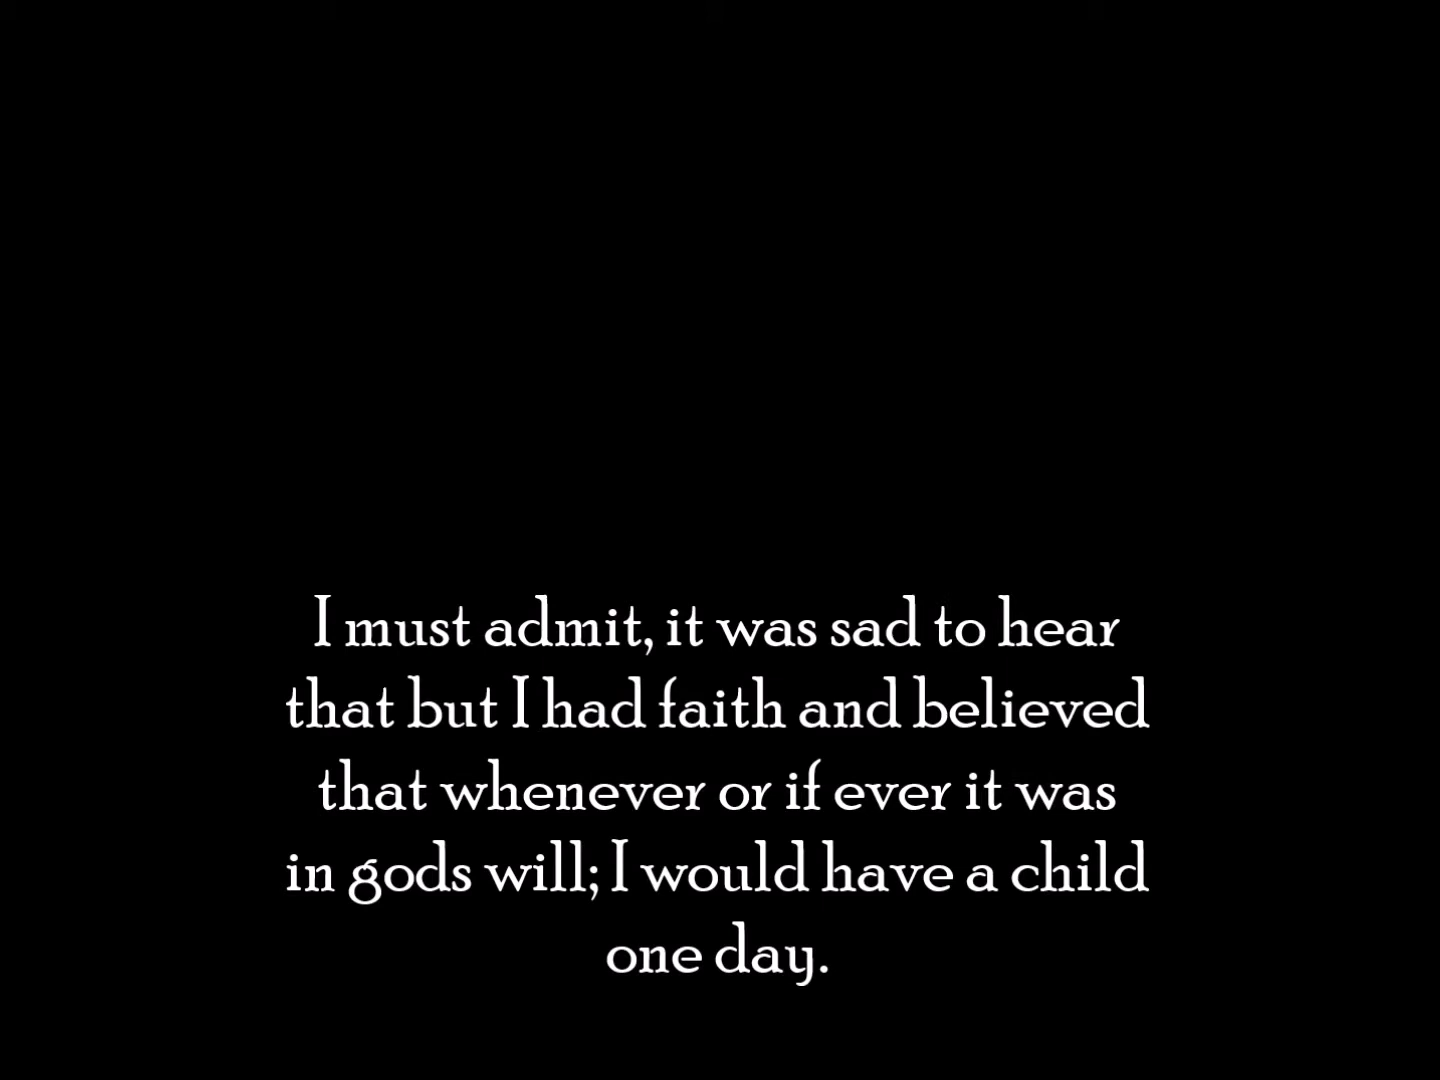 I must admit, it was sad to hear
that but I had faith and believed
that whenever or if ever it was
in gods will; I would have a child
one day.